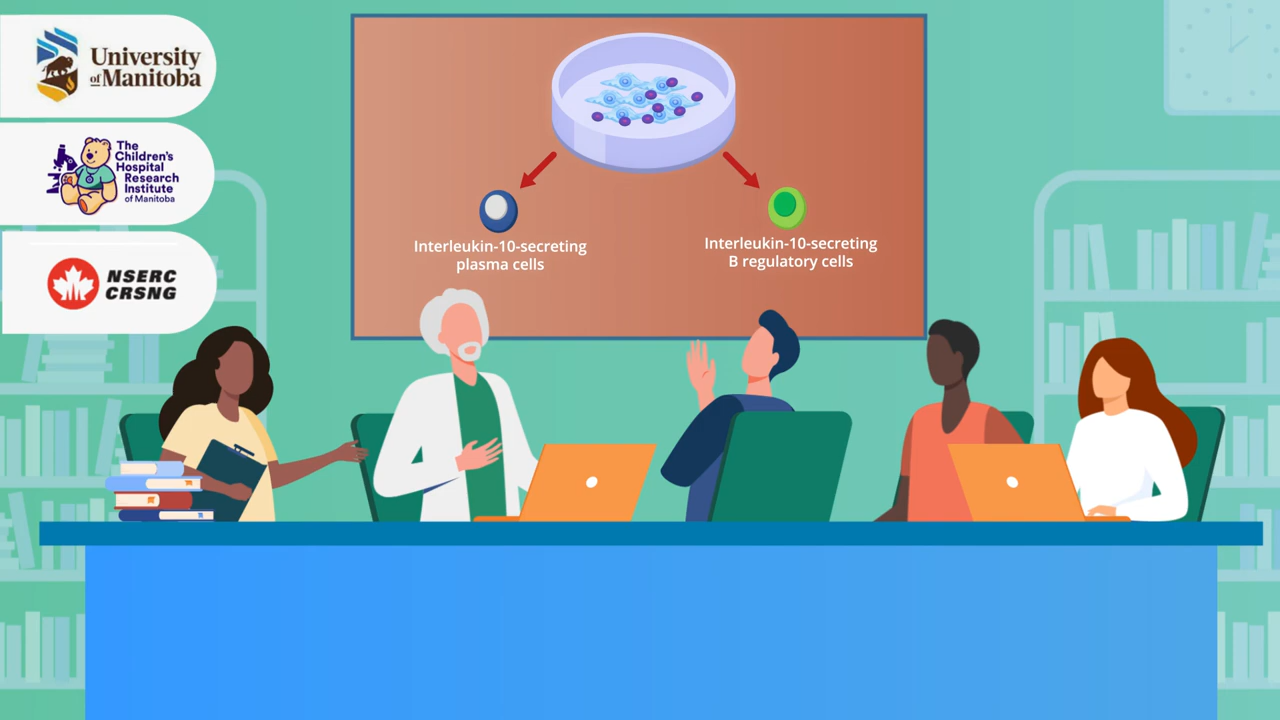 University
of Manitoba
The
Children's
Hospital
Research
Institute
of Manitoba
NSERC
CRSNG
Interleukin-10-secreting
plasma cells
Interleukin-10-secreting
B regulatory cells